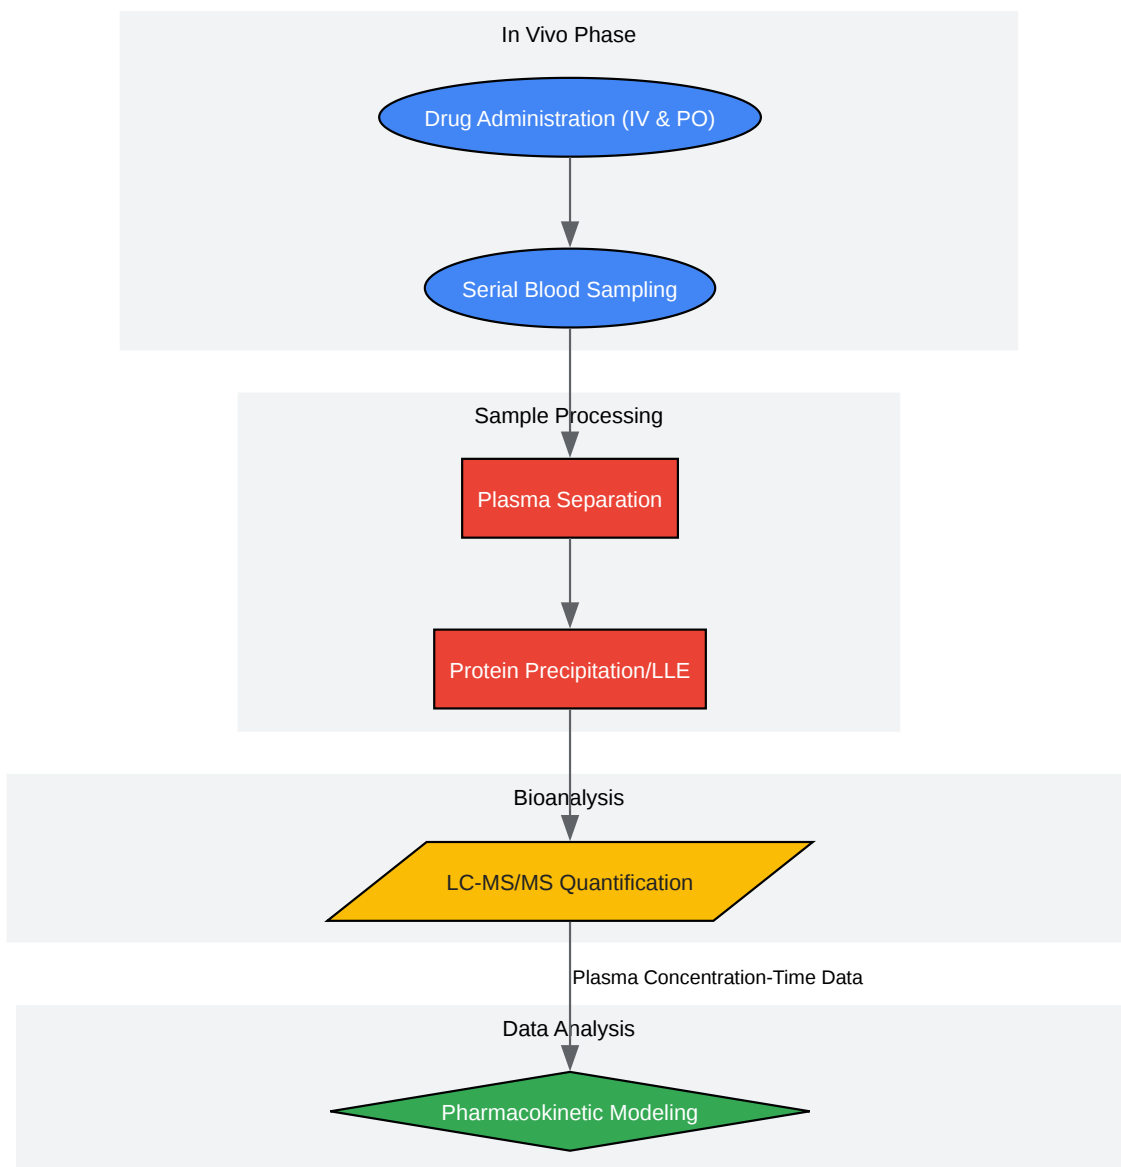 In Vivo Phase
Drug Administration (IV & PO)
Serial Blood Sampling
Sample Processing
Plasma Separation
Protein Precipitation/LLE
Bioanalysis
LC-MS/MS Quantification
Plasma Concentration-Time Data
Data Analysis
Pharmacokinetic Modeling